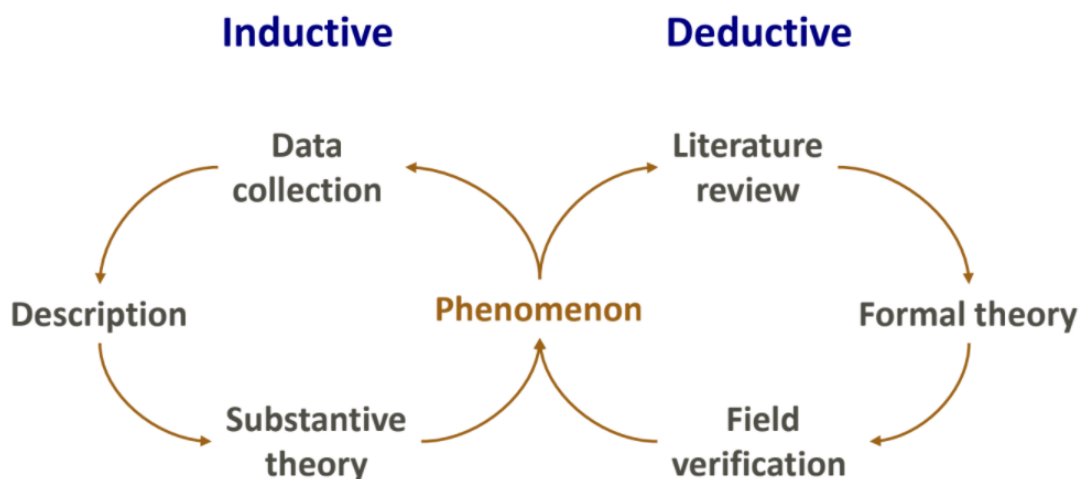 Inductive
Deductive
Data
collection
Literature
review
Description
Phenomenon
Formal theory
Substantive
theory
Field
verification